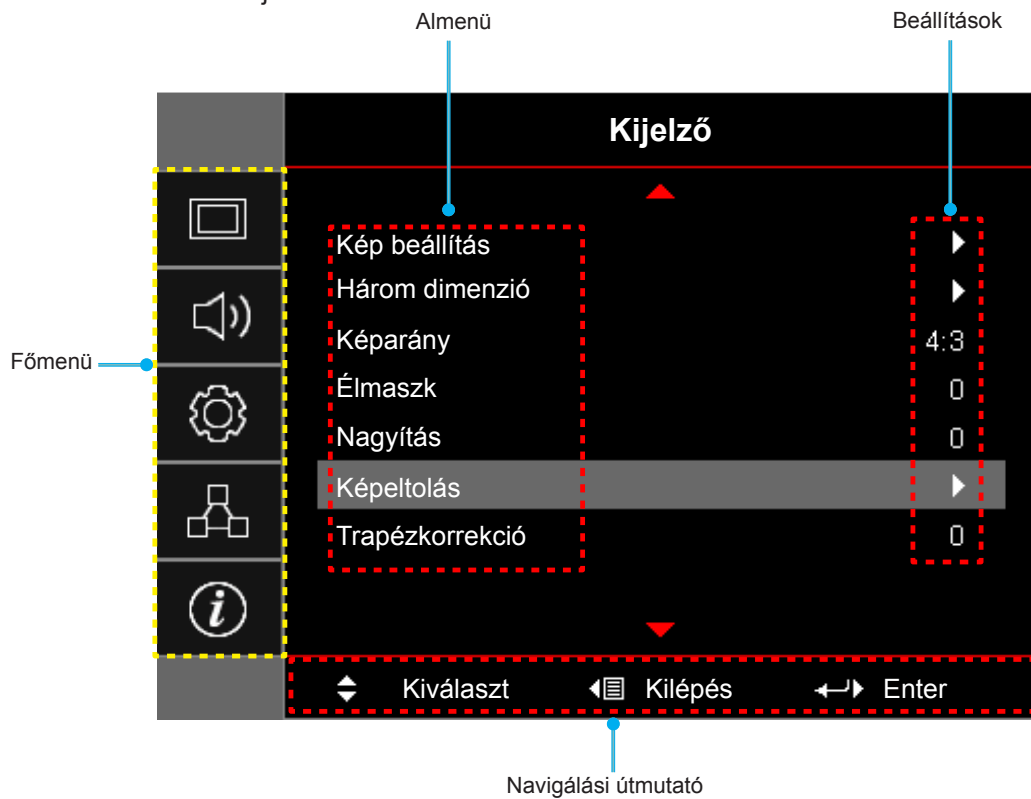 Almenü
Beállítások
Kijelző
Kép beállítás
Három dimenzió
Képarány 4:3
Élmaszk 0
Nagyítás 0
Képeltolás
Trapézkorrekció 0
Főmenü
Kiválaszt Kilépés Enter
Navigálási útmutató